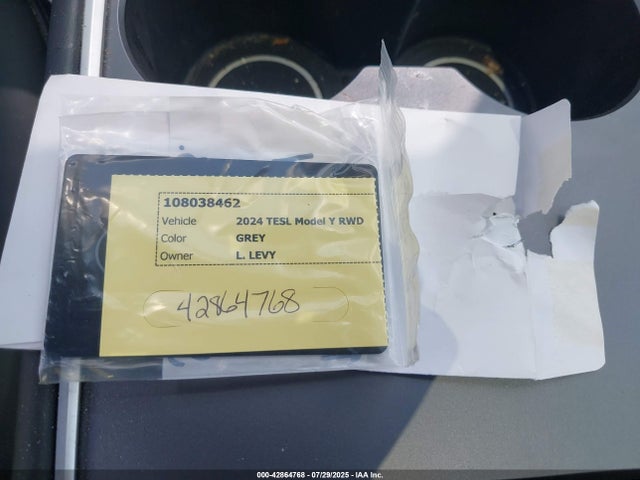 108038462
Vehicle 2024 TESL Model Y RWD
Color GREY
Owner L. LEVY
42864768
000-42864768 - 07/29/2025 - IAA Inc.